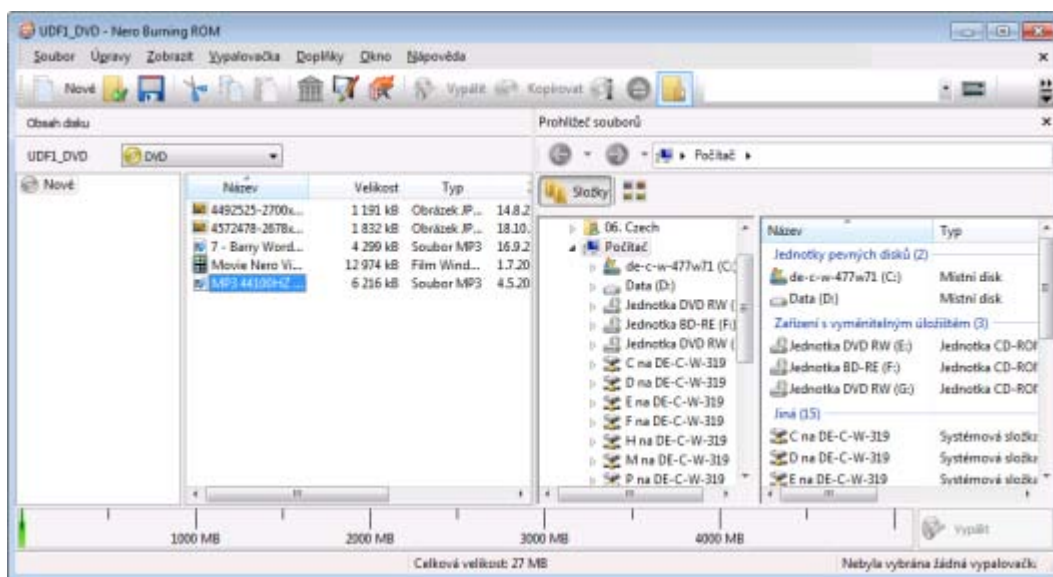 UDF1_DVD - Nero Burning ROM
Soubor Úpravy Zobrazit Vypalovačka Doplňky Okno Nápověda
Nové Vypálit Kopírovat
Obsah disku
UDF1_DVD DVD
Nové
Název Velikost Typ
4492525-2700x... 1 191 kB Obrázek JP... 14.8.2
4572478-2678x... 1 832 kB Obrázek JP... 18.10.
7 - Barry Word... 4 299 kB Soubor MP3 16.9.2
Movie Nero Vi... 12 974 kB Film Wind... 1.7.20
MP3 44100HZ ... 6 216 kB Soubor MP3 4.5.20
Prohlížeč souborů
Počítač
Složky
06. Czech
Počítač
de-c-w-477w71 (C:)
Data (D:)
Jednotka DVD RW (
Jednotka BD-RE (F:)
Jednotka DVD RW (
C na DE-C-W-319
D na DE-C-W-319
E na DE-C-W-319
F na DE-C-W-319
H na DE-C-W-319
M na DE-C-W-319
P na DE-C-W-319
Název Typ
Jednotky pevných disků (2)
de-c-w-477w71 (C:) Místní disk
Data (D:) Místní disk
Zařízení s vyměnitelným úložištěm (3)
Jednotka DVD RW (E:) Jednotka CD-ROM
Jednotka BD-RE (F:) Jednotka CD-ROM
Jednotka DVD RW (G:) Jednotka CD-ROM
Jiná (15)
C na DE-C-W-319 Systémová složka
D na DE-C-W-319 Systémová složka
E na DE-C-W-319 Systémová složka
1000 MB 2000 MB 3000 MB 4000 MB
Vypálit
Celková velikost: 27 MB
Nebyla vybrána žádná vypalovačk